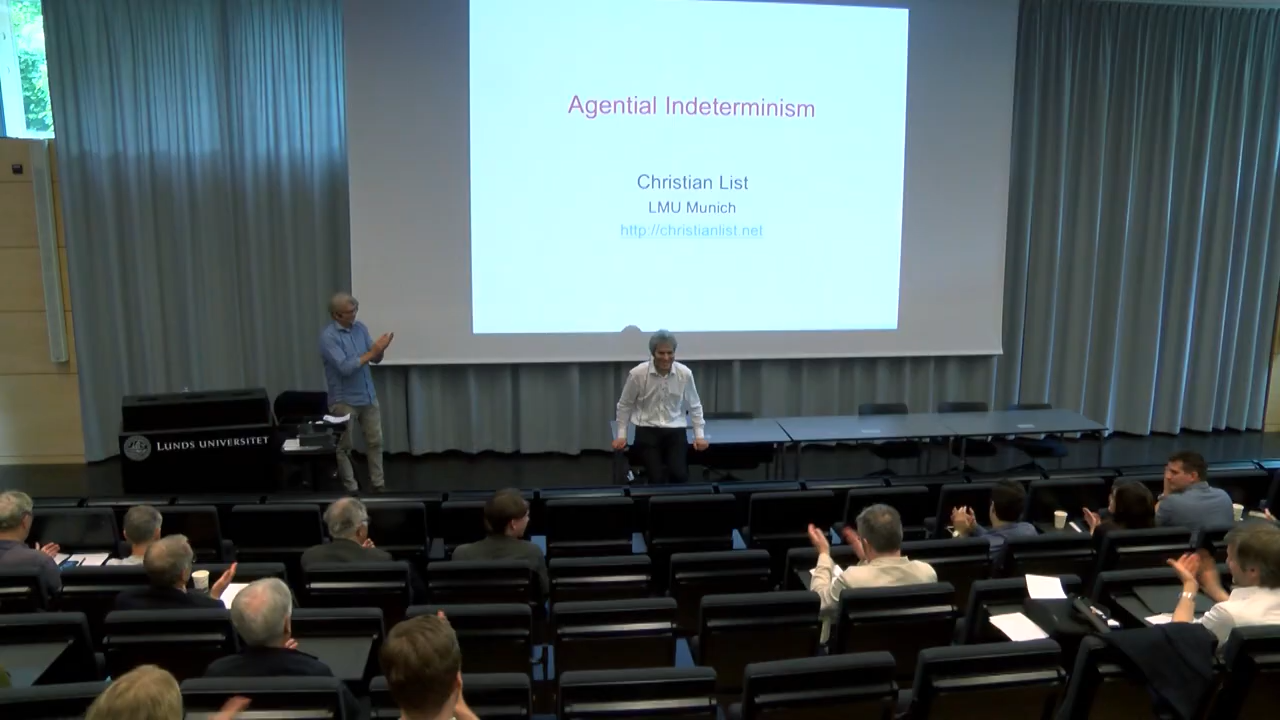 Agential Indeterminism
Christian List
LMU Munich
http://christianlist.net
LUNDS UNIVERSITET